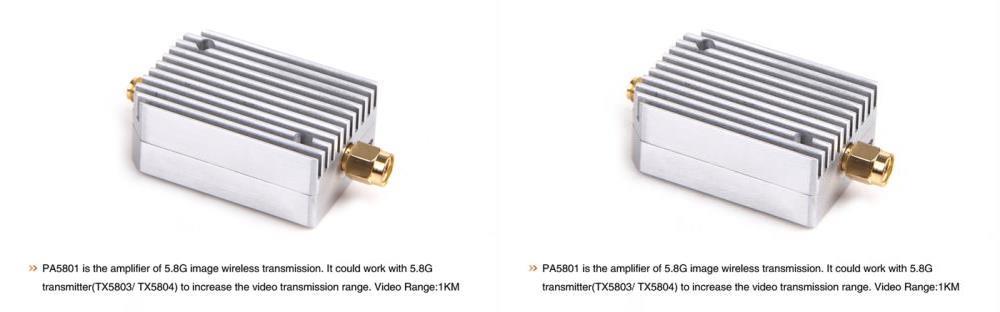 » PA5801 is the amplifier of 5.8G image wireless transmission. It could work with 5.8G
transmitter(TX5803/ TX5804) to increase the video transmission range. Video Range:1KM
» PA5801 is the amplifier of 5.8G image wireless transmission. It could work with 5.8G
transmitter(TX5803/ TX5804) to increase the video transmission range. Video Range:1KM